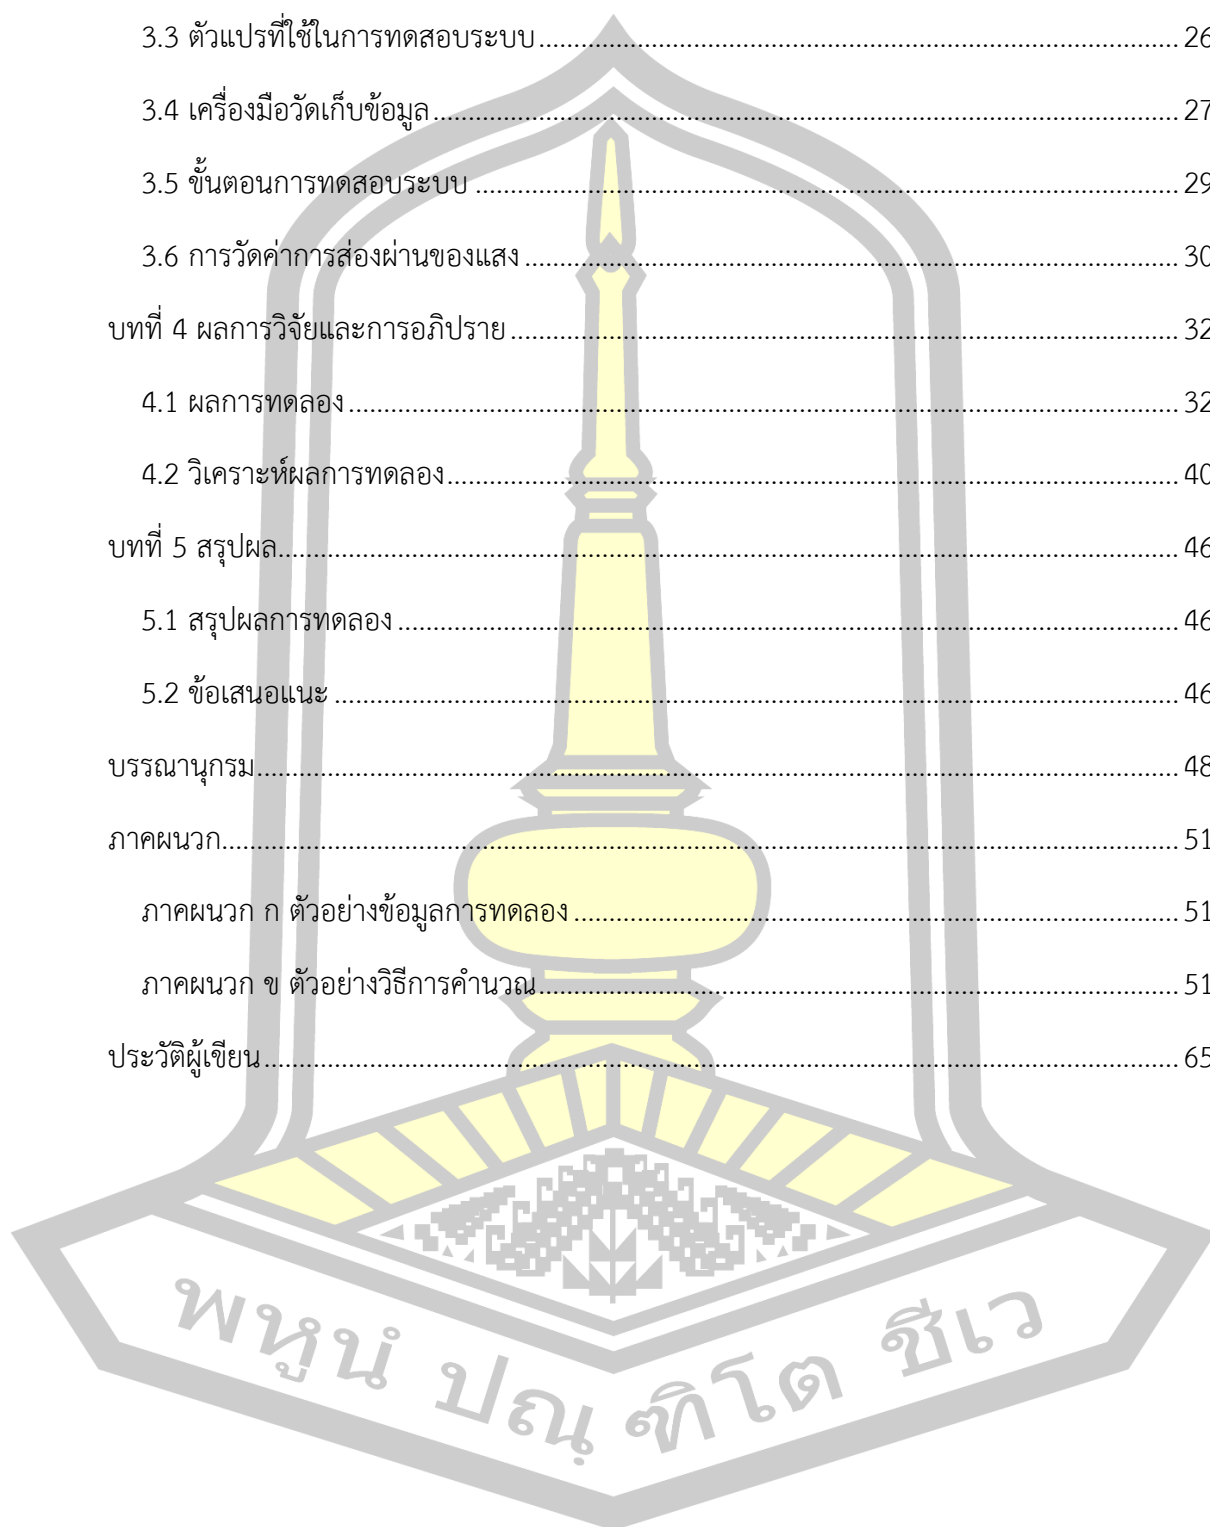 3.3 ตัวแปรที่ใช้ในการทดสอบระบบ 26
3.4 เครื่องมือวัดเก็บข้อมูล 27
3.5 ขั้นตอนการทดสอบระบบ 29
3.6 การวัดค่าการส่องผ่านของแสง 30
บทที่ 4 ผลการวิจัยและการอภิปราย 32
4.1 ผลการทดลอง 32
4.2 วิเคราะห์ผลการทดลอง 40
บทที่ 5 สรุปผล 46
5.1 สรุปผลการทดลอง 46
5.2 ข้อเสนอแนะ 46
บรรณานุกรม 48
ภาคผนวก 51
ภาคผนวก ก ตัวอย่างข้อมูลการทดลอง 51
ภาคผนวก ข ตัวอย่างวิธีการคำนวณ 51
ประวัติผู้เขียน 65
พหูนํ ปณฺฑิโต ชีเว